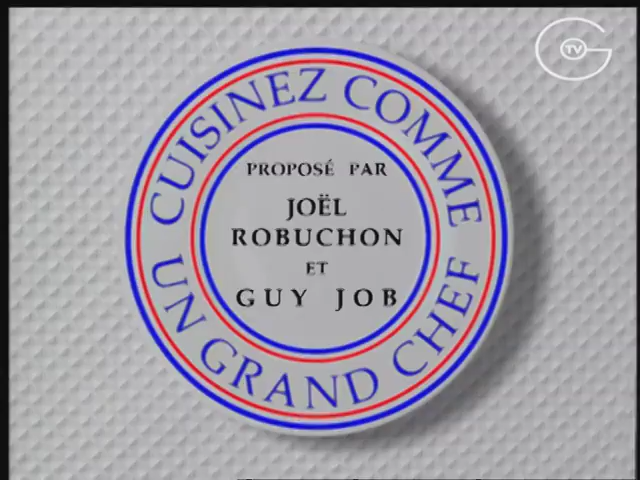 CUISINEZ COMME
UN GRAND CHEF
PROPOSÉ PAR
JOËL
ROBUCHON
ET
GUY JOB
G TV